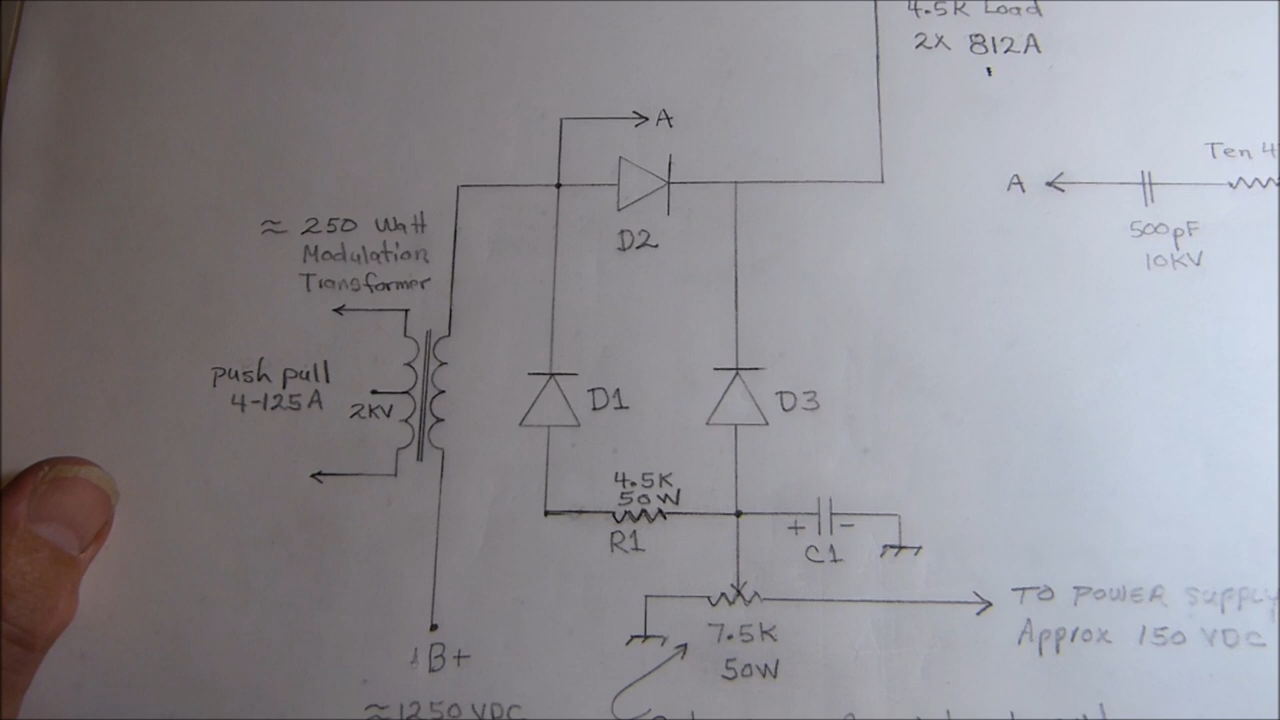 4.5K Load
2X 812A
A
Ten 4
A
D2
500pF
10KV
≈ 250 Watt
Modulation
Transformer
push pull
4-125A
2KV
D1
D3
4.5K
50W
R1
+ -
C1
7.5K
50W
TO POWER SUPPLY
Approx 150 VDC
B+
≈1250 VDC